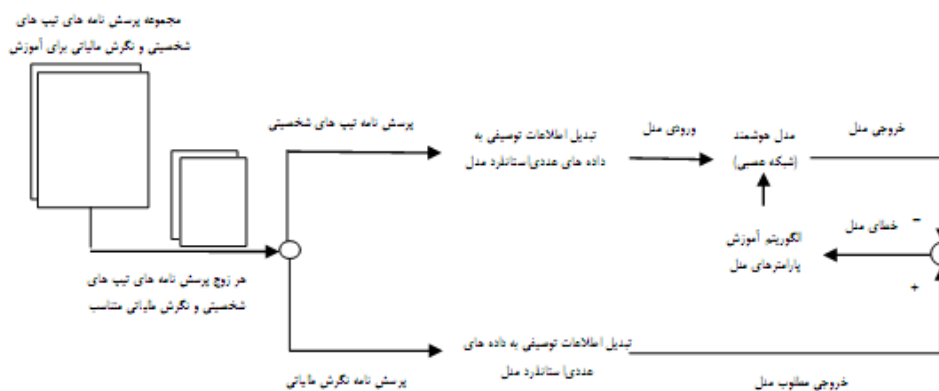 مجموعه پرسش نامه های تیپ های
شخصیتی و نگرش مالیاتی برای آموزش
پرسش نامه تیپ های شخصیتی
تبدیل اطلاعات توصیفی به
داده های عددی/ستاندرد مدل
ورودی مدل
مدل هوشمند
(شبکه عصبی)
خروجی مدل
هر زوج پرسش نامه های تیپ های
شخصیتی و نگرش مالیاتی متناسب
الگوریتم آموزش
پارامترهای مدل
خطای مدل
−
+
تبدیل اطلاعات توصیفی به داده های
عددی/ ستاندرد مدل
پرسش نامه نگرش مالیاتی
خروجی مطلوب مدل